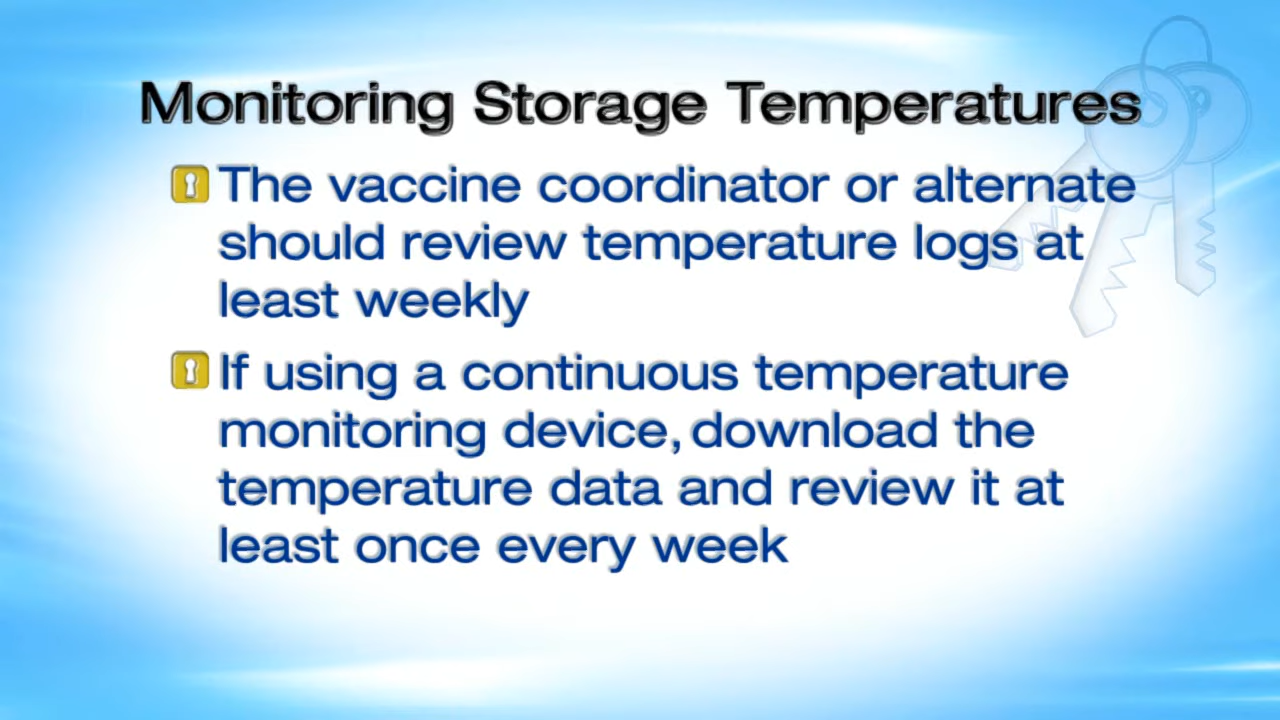 Monitoring Storage Temperatures
The vaccine coordinator or alternate
should review temperature logs at
least weekly
If using a continuous temperature
monitoring device, download the
temperature data and review it at
least once every week